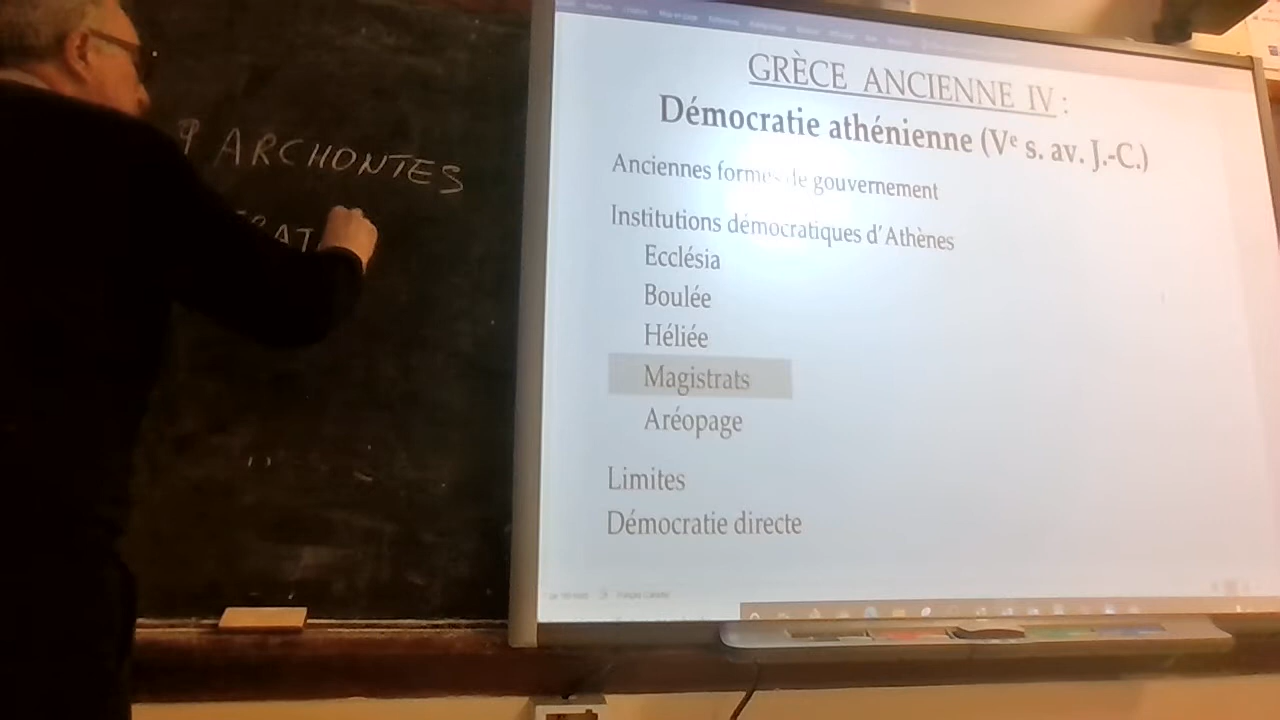 9 ARCHONTES
GRÈCE ANCIENNE IV :
Démocratie athénienne (Vᵉ s. av. J.-C.)
Anciennes formes de gouvernement
Institutions démocratiques d'Athènes
Ecclésia
Boulée
Héliée
Magistrats
Aréopage
Limites
Démocratie directe